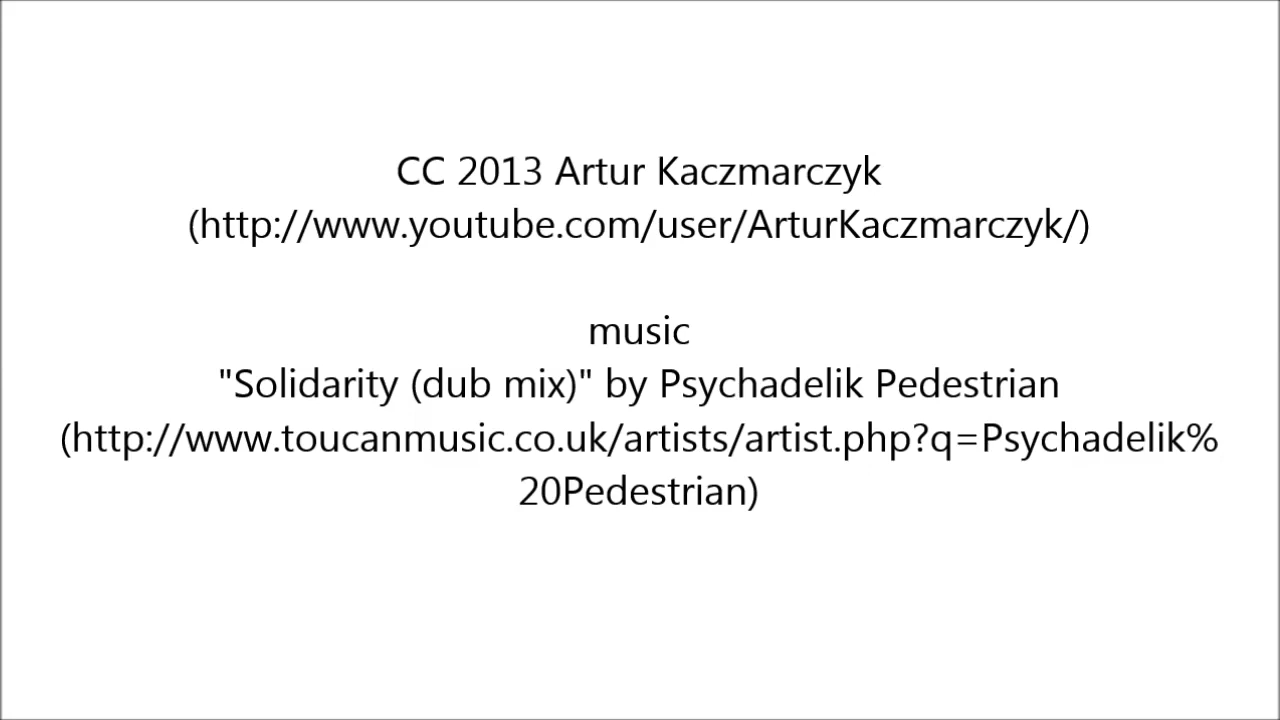 CC 2013 Artur Kaczmarczyk
(http://www.youtube.com/user/ArturKaczmarczyk/)
music
"Solidarity (dub mix)" by Psychadelik Pedestrian
(http://www.toucanmusic.co.uk/artists/artist.php?q=Psychadelik%
20Pedestrian)